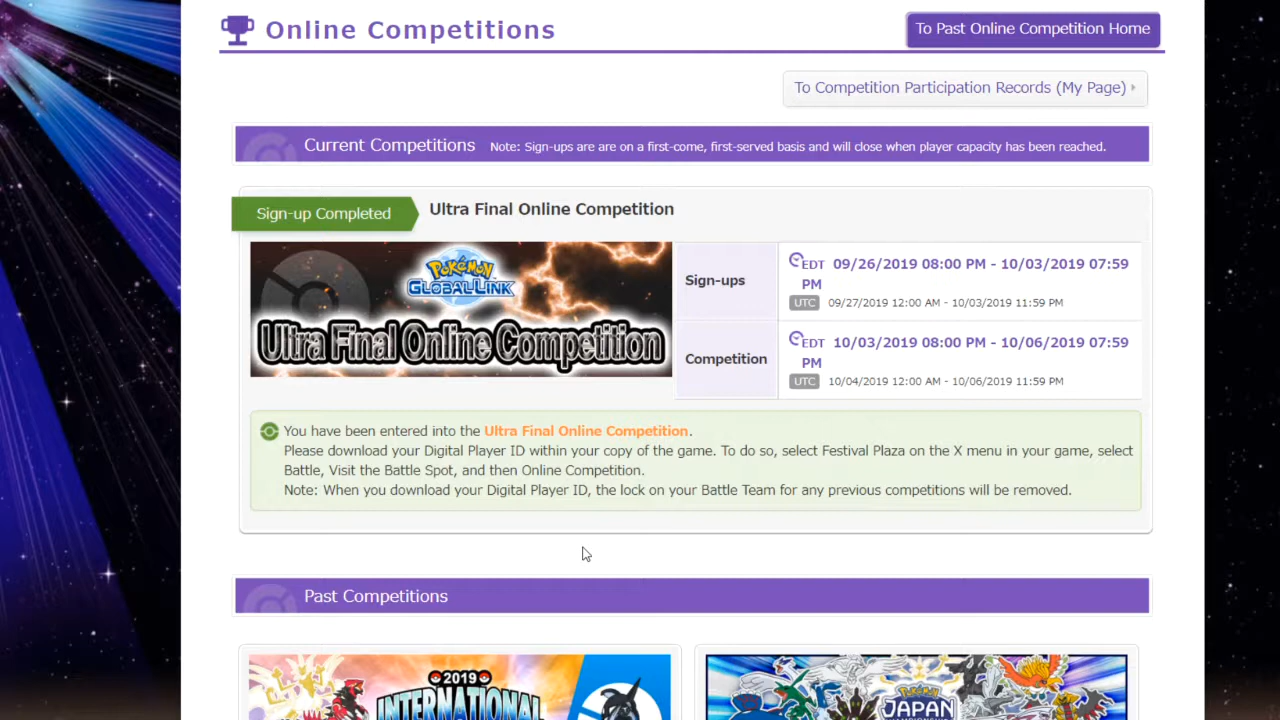 Online Competitions
To Past Online Competition Home
To Competition Participation Records (My Page)
Current Competitions Note: Sign-ups are are on a first-come, first-served basis and will close when player capacity has been reached.
Sign-up Completed
Ultra Final Online Competition
POKÉMON
GLOBAL LINK
Ultra Final Online Competition
Sign-ups
EDT 09/26/2019 08:00 PM - 10/03/2019 07:59
PM
UTC 09/27/2019 12:00 AM - 10/03/2019 11:59 PM
Competition
EDT 10/03/2019 08:00 PM - 10/06/2019 07:59
PM
UTC 10/04/2019 12:00 AM - 10/06/2019 11:59 PM
You have been entered into the Ultra Final Online Competition.
Please download your Digital Player ID within your copy of the game. To do so, select Festival Plaza on the X menu in your game, select
Battle, Visit the Battle Spot, and then Online Competition.
Note: When you download your Digital Player ID, the lock on your Battle Team for any previous competitions will be removed.
Past Competitions
2019
INTERNATIONAL
POKÉMON
JAPAN